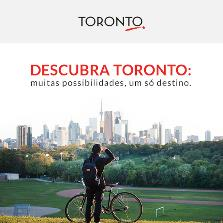 TORONTO
DESCUBRA TORONTO:
muitas possibilidades, um só destino.